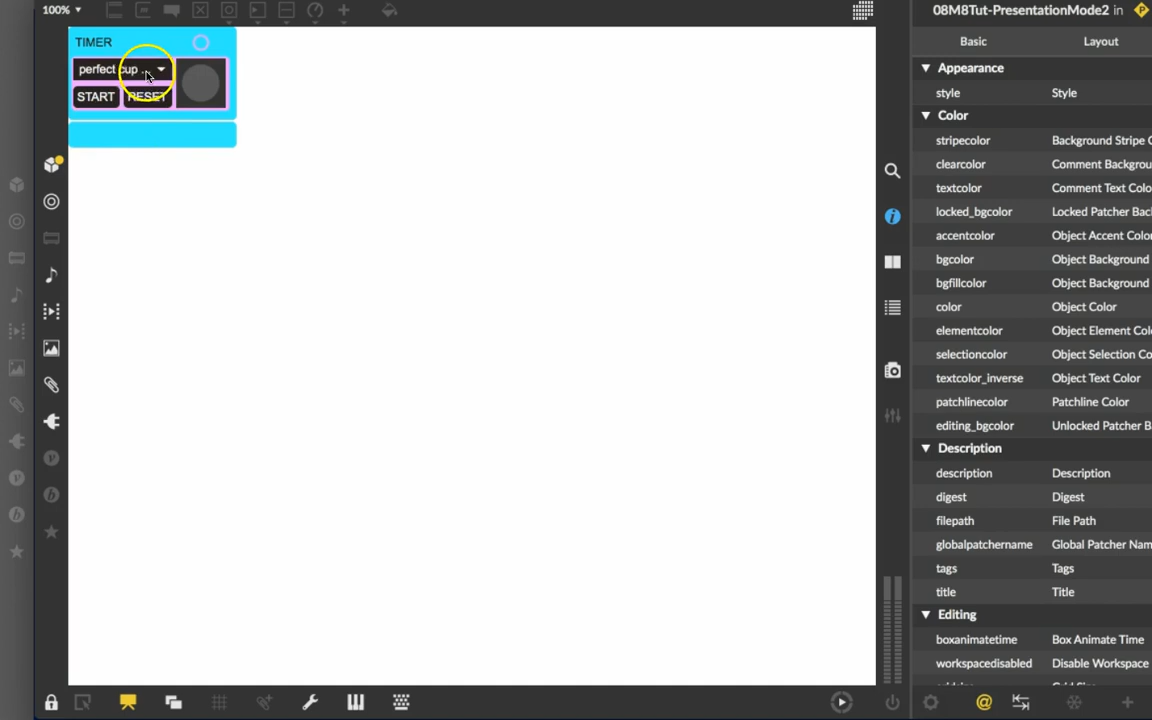 100%
08M8Tut-PresentationMode2 in
P
TIMER
perfect cup ..
START RESET
Basic Layout
Appearance
style Style
Color
stripecolor Background Stripe C
clearcolor Comment Backgrou
textcolor Comment Text Colo
locked_bgcolor Locked Patcher Bac
accentcolor Object Accent Colo
bgcolor Object Background
bgfillcolor Object Background
color Object Color
elementcolor Object Element Col
selectioncolor Object Selection Co
textcolor_inverse Object Text Color
patchlinecolor Patchline Color
editing_bgcolor Unlocked Patcher B
Description
description Description
digest Digest
filepath File Path
globalpatchername Global Patcher Nam
tags Tags
title Title
Editing
boxanimatetime Box Animate Time
workspacedisabled Disable Workspace